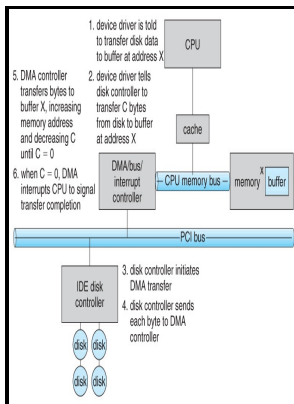 1. device driver is told
to transfer disk data
to buffer at address X
CPU
5. DMA controller
transfers bytes to
buffer X, increasing
memory address
and decreasing C
until C = 0
2. device driver tells
disk controller to
transfer C bytes
from disk to buffer
at address X
cache
6. when C = 0, DMA
interrupts CPU to signal
transfer completion
DMA/bus/
interrupt
controller
CPU memory bus
memory
X
buffer
PCI bus
IDE disk
controller
3. disk controller initiates
DMA transfer
4. disk controller sends
each byte to DMA
controller
disk
disk
disk
disk